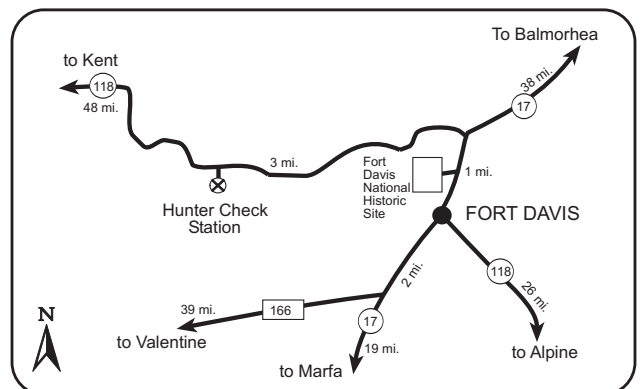 To Balmorhea
to Kent
118
48 mi.
38 mi.
17
3 mi.
Fort
Davis
National
Historic
Site
1 mi.
Hunter Check
Station
FORT DAVIS
2 mi.
118
26 mi.
39 mi.
166
17
N
to Valentine
19 mi.
to Marfa
to Alpine